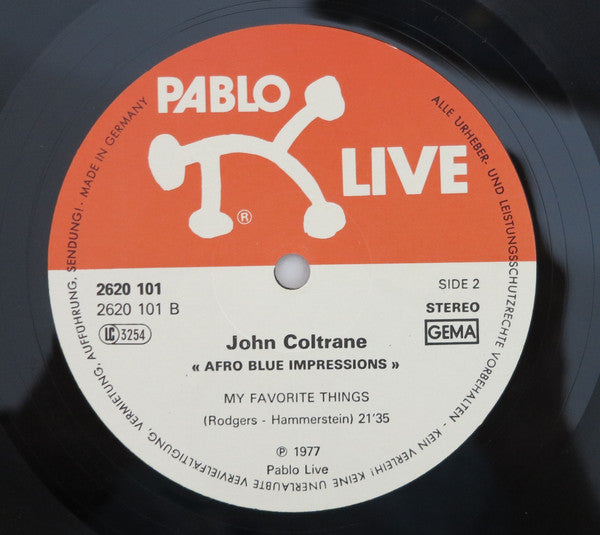 PABLO
LIVE
®
2620 101
2620 101 B
LC 3254
SIDE 2
STEREO
GEMA
John Coltrane
« AFRO BLUE IMPRESSIONS »
MY FAVORITE THINGS
(Rodgers - Hammerstein) 21'35
℗ 1977
Pablo Live
ALLE URHEBER- UND LEISTUNGSSCHUTZRECHTE VORBEHALTEN - KEIN VERLEIH! KEINE UNERLAUBTE VERVIELFÄLTIGUNG, VERMIETUNG, AUFFÜHRUNG, SENDUNG! · MADE IN GERMANY